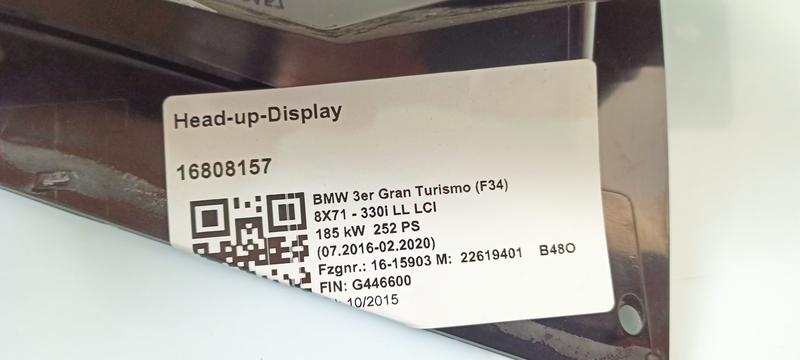 Head-up-Display
16808157
BMW 3er Gran Turismo (F34)
8X71 - 330i LL LCI
185 kW 252 PS
(07.2016-02.2020)
Fzgnr.: 16-15903 M: 22619401 B48O
FIN: G446600
10/2015